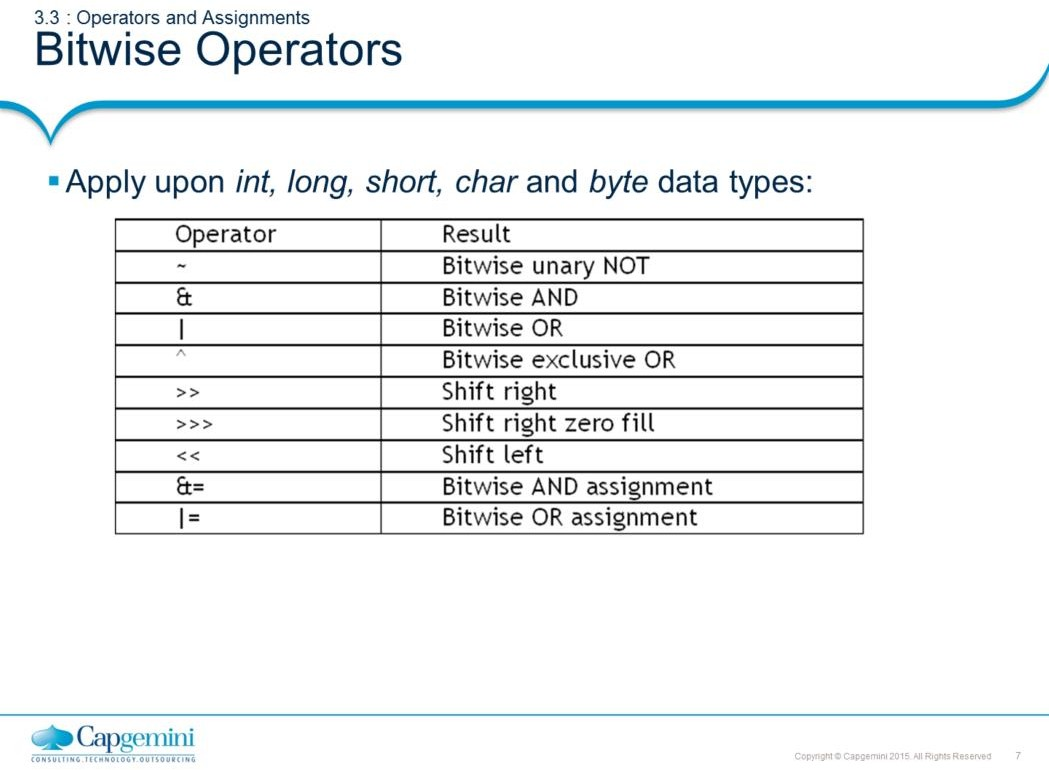 3.3 : Operators and Assignments
Bitwise Operators
Apply upon int, long, short, char and byte data types:
Operator Result
~ Bitwise unary NOT
& Bitwise AND
| Bitwise OR
^ Bitwise exclusive OR
>> Shift right
>>> Shift right zero fill
<< Shift left
&= Bitwise AND assignment
|= Bitwise OR assignment
Capgemini
CONSULTING.TECHNOLOGY.OUTSOURCING
Copyright © Capgemini 2015. All Rights Reserved 7